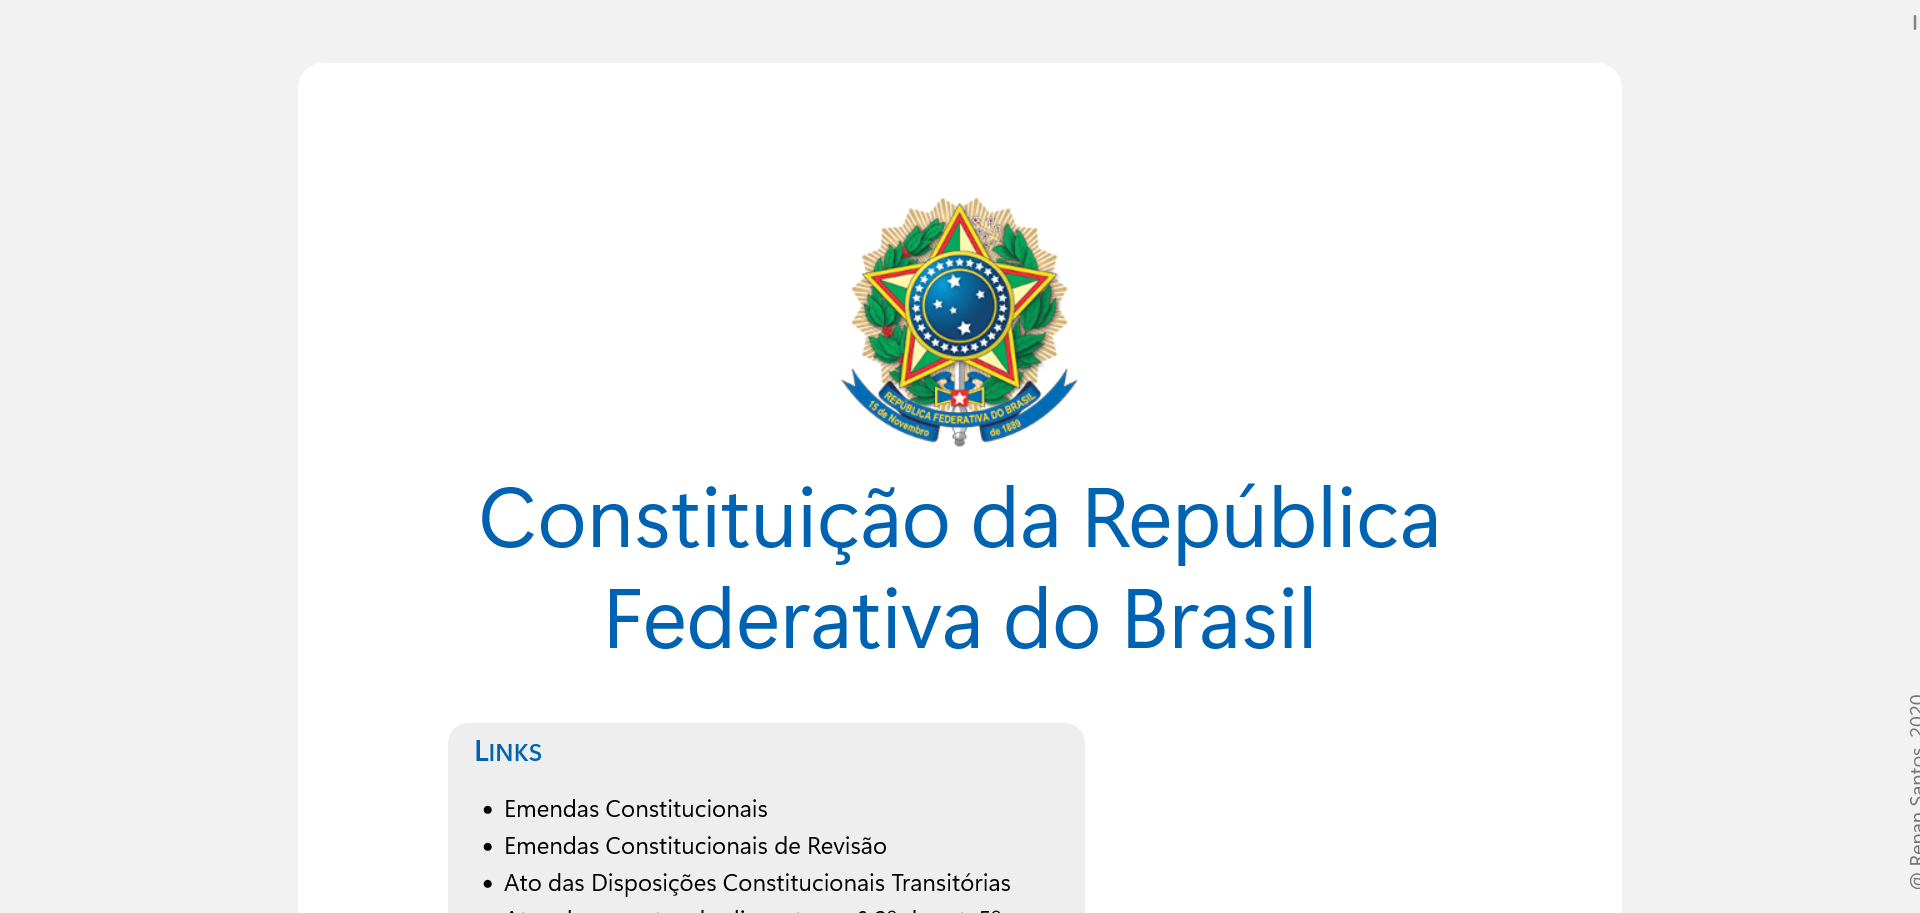 REPÚBLICA FEDERATIVA DO BRASIL
15 de Novembro de 1889
Constituição da República
Federativa do Brasil
LINKS
• Emendas Constitucionais
• Emendas Constitucionais de Revisão
• Ato das Disposições Constitucionais Transitórias
@ Renan Santos, 2020